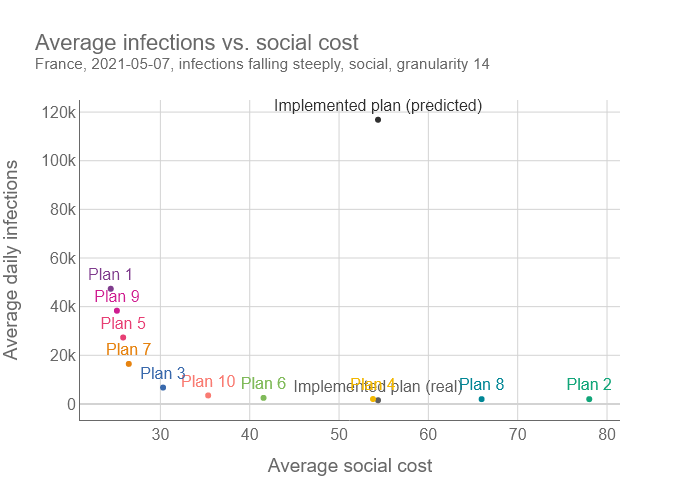 Average infections vs. social cost
France, 2021-05-07, infections falling steeply, social, granularity 14
Average daily infections
120k
100k
80k
60k
40k
20k
0
Implemented plan (predicted)
Plan 1
Plan 9
Plan 5
Plan 7
Plan 3
Plan 10
Plan 6
Implemented plan (real)
Plan 4
Plan 8
Plan 2
30
40
50
60
70
80
Average social cost